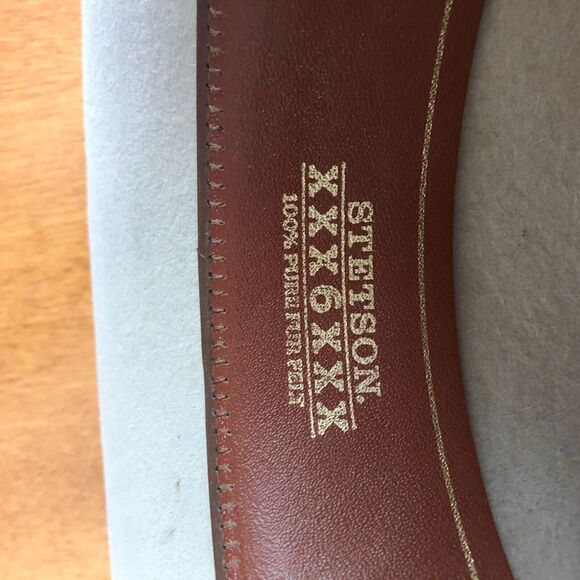 STETSON.
XXX6XXX
100% PURE FUR FELT